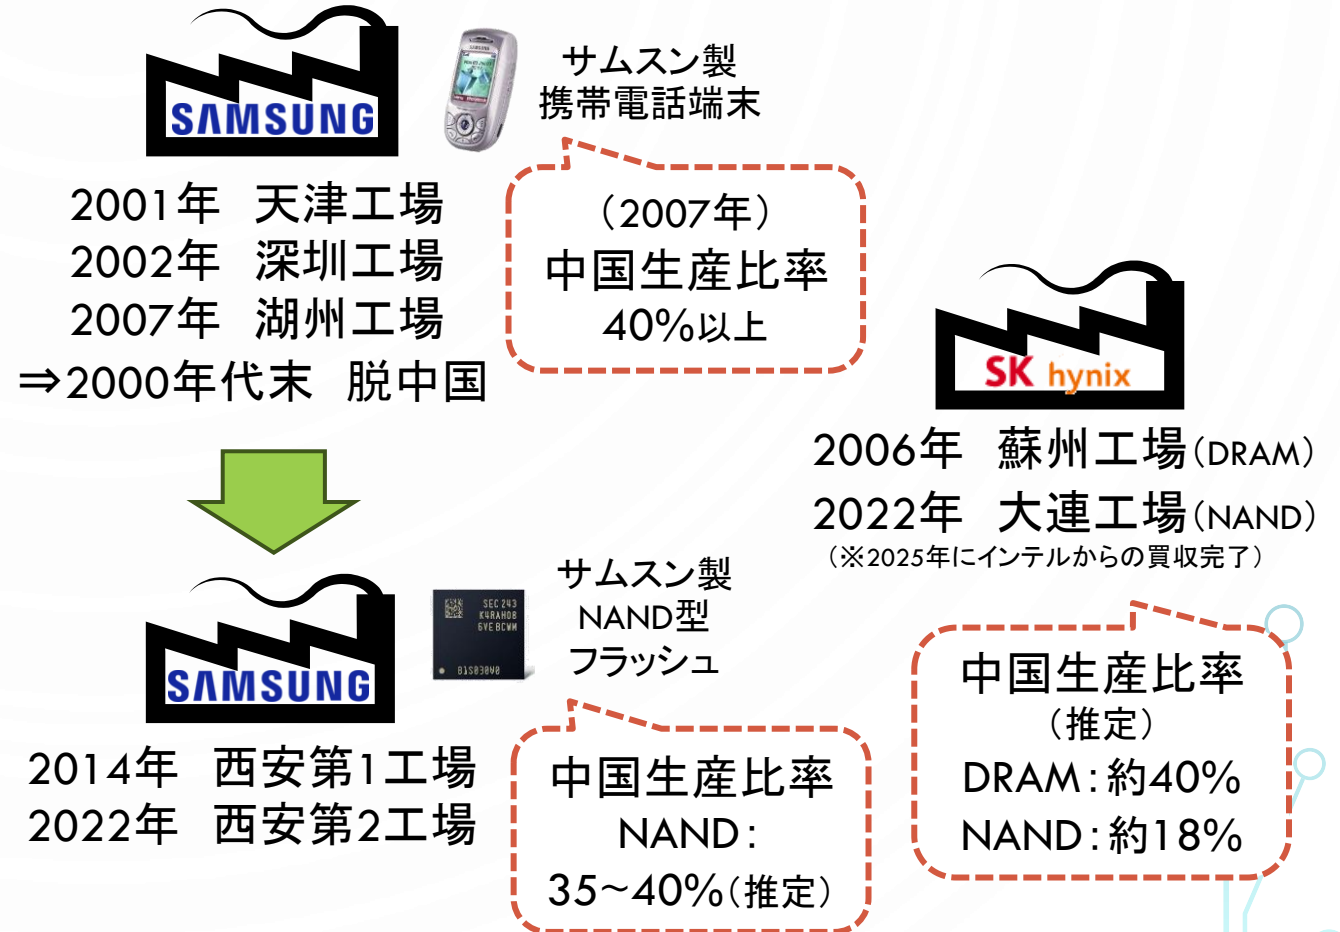 SAMSUNG
サムスン製
携帯電話端末
2001年 天津工場
2002年 深圳工場
2007年 湖州工場
⇒2000年代末 脱中国
（2007年）
中国生産比率
40%以上
SK hynix
2006年 蘇州工場（DRAM）
2022年 大連工場（NAND）
（※2025年にインテルからの買収完了）
SAMSUNG
SEC 243
K4RAH08
6VE BCWM
サムスン製
NAND型
フラッシュ
2014年 西安第1工場
2022年 西安第2工場
中国生産比率
NAND：
35~40%（推定）
中国生産比率
（推定）
DRAM：約40%
NAND：約18%